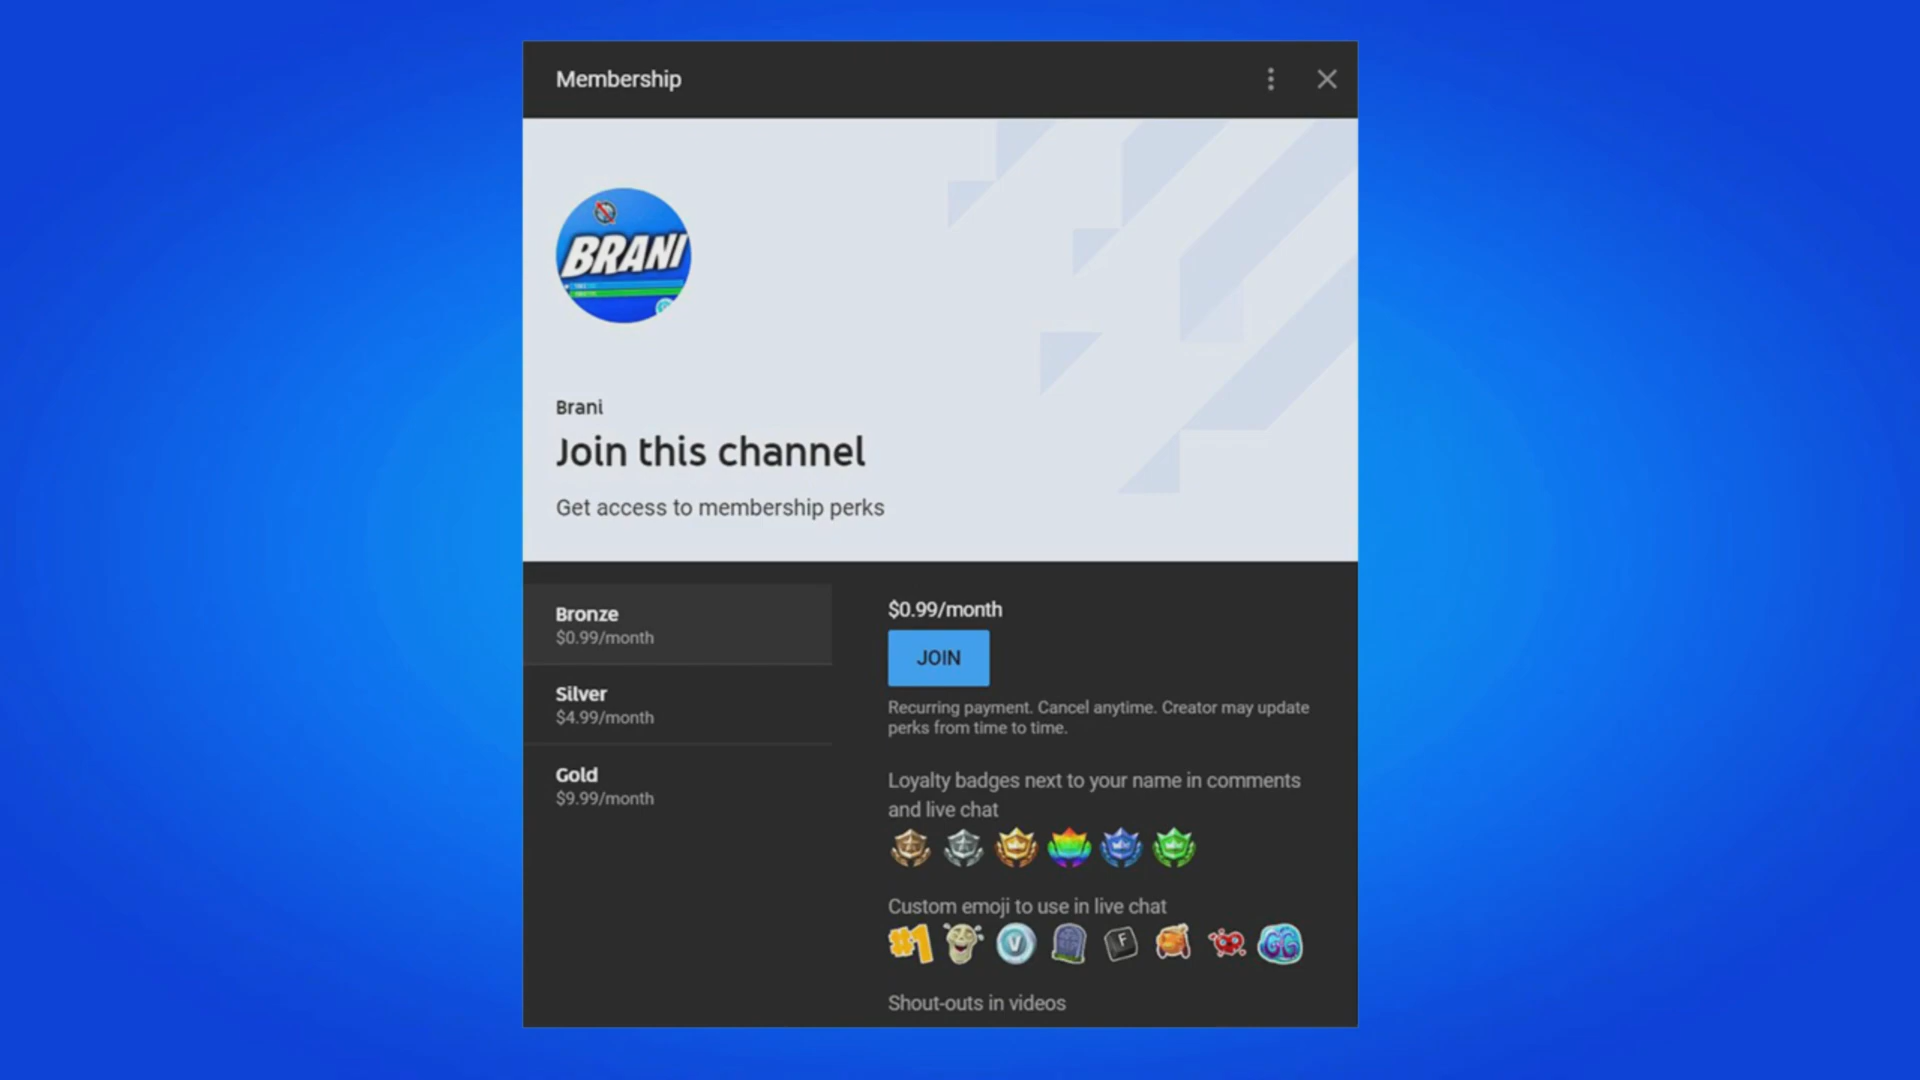 Membership
BRANI
Brani
Join this channel
Get access to membership perks
Bronze
$0.99/month
Silver
$4.99/month
Gold
$9.99/month
$0.99/month
JOIN
Recurring payment. Cancel anytime. Creator may update
perks from time to time.
Loyalty badges next to your name in comments
and live chat
Custom emoji to use in live chat
#1 V RIP F GG
Shout-outs in videos